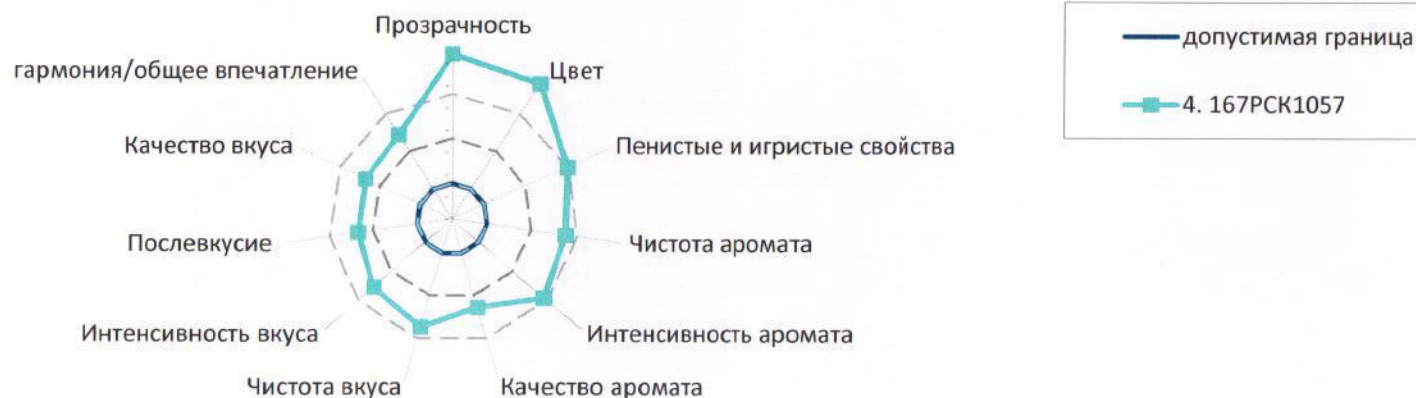 Прозрачность
Цвет
Пенистые и игристые свойства
Чистота аромата
Интенсивность аромата
Качество аромата
Чистота вкуса
Интенсивность вкуса
Послевкусие
Качество вкуса
гармония/общее впечатление
допустимая граница
4. 167РСК1057